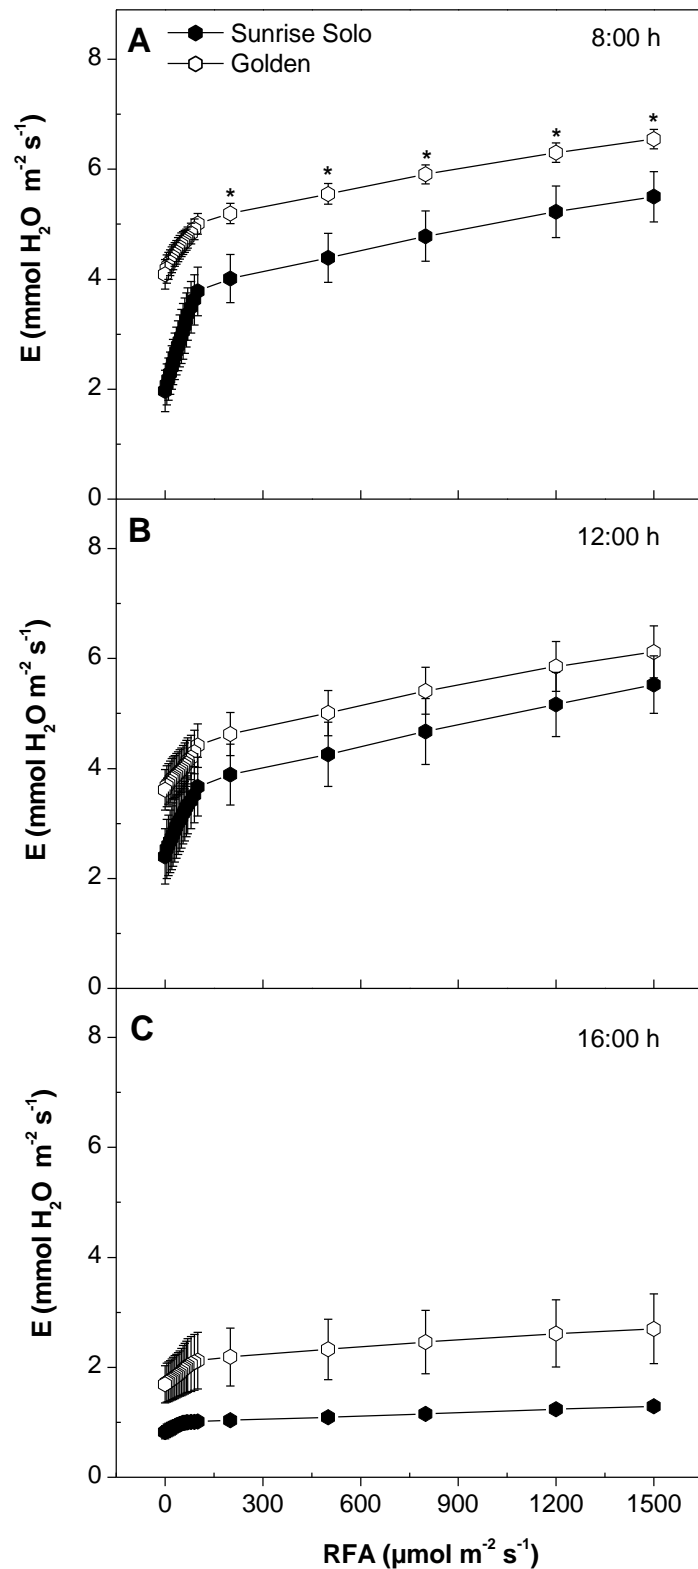 A
Sunrise Solo
Golden
8:00 h
8
6
4
2
0
E (mmol H₂O m⁻² s⁻¹)
* * * * *
B
12:00 h
8
6
4
2
0
E (mmol H₂O m⁻² s⁻¹)
C
16:00 h
8
6
4
2
0
E (mmol H₂O m⁻² s⁻¹)
0 300 600 900 1200 1500
RFA (µmol m⁻² s⁻¹)